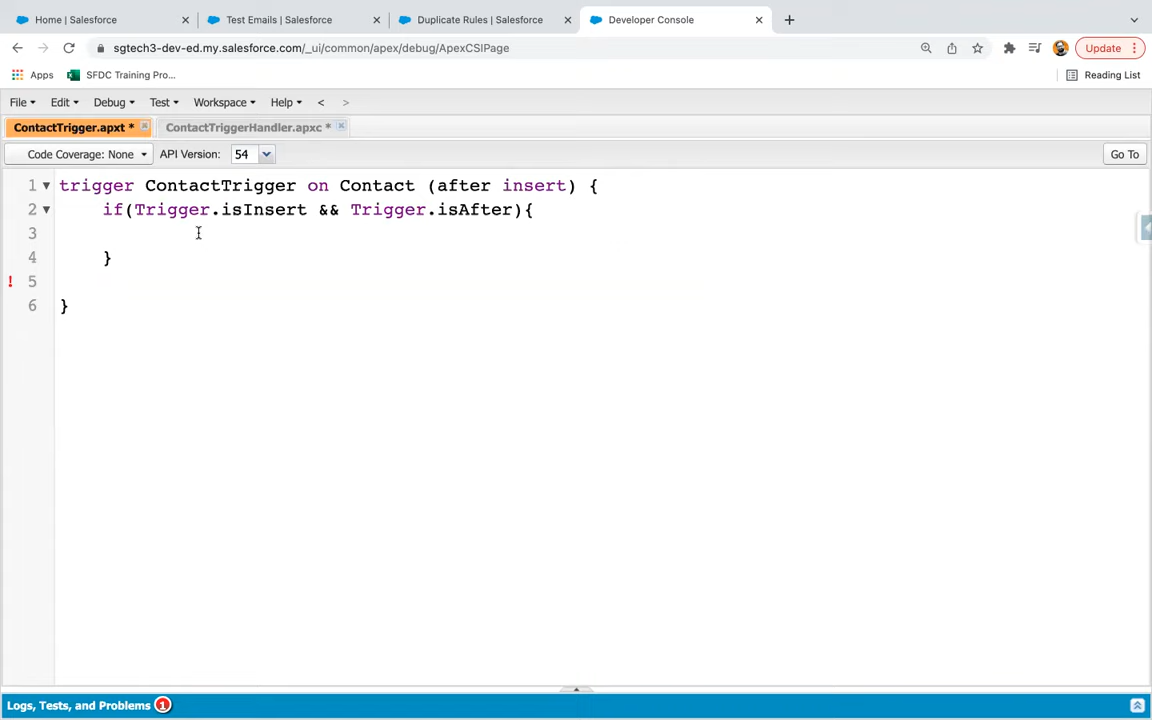 Home | Salesforce
Test Emails | Salesforce
Duplicate Rules | Salesforce
Developer Console
sgtech3-dev-ed.my.salesforce.com/_ui/common/apex/debug/ApexCSIPage
Update
Apps
SFDC Training Pro...
Reading List
File
Edit
Debug
Test
Workspace
Help
<
>
ContactTrigger.apxt *
ContactTriggerHandler.apxc *
Code Coverage: None
API Version:
54
Go To
1 trigger ContactTrigger on Contact (after insert) {
2 if(Trigger.isInsert && Trigger.isAfter){
3
4 }
! 5
6 }
Logs, Tests, and Problems 1